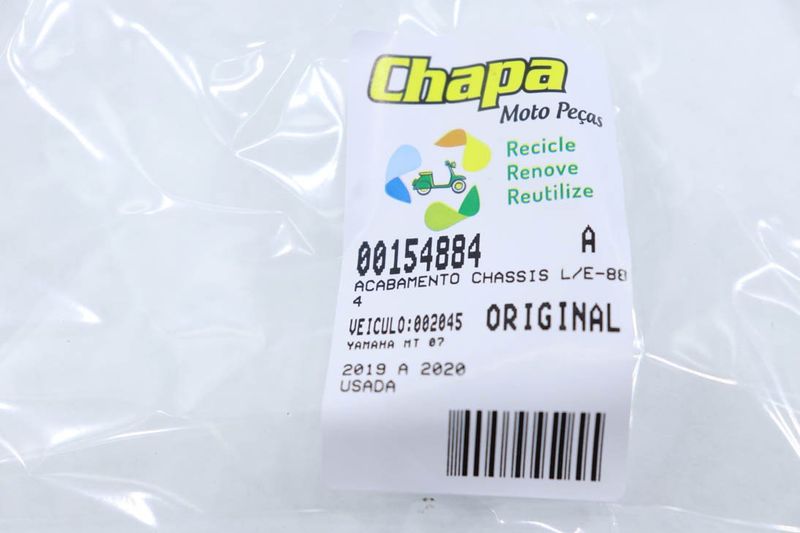 Chapa
Moto Peças
Recicle
Renove
Reutilize
00154884 A
ACABAMENTO CHASSIS L/E-88
4
VEICULO:002045 ORIGINAL
YAMAHA MT 07
2019 A 2020
USADA